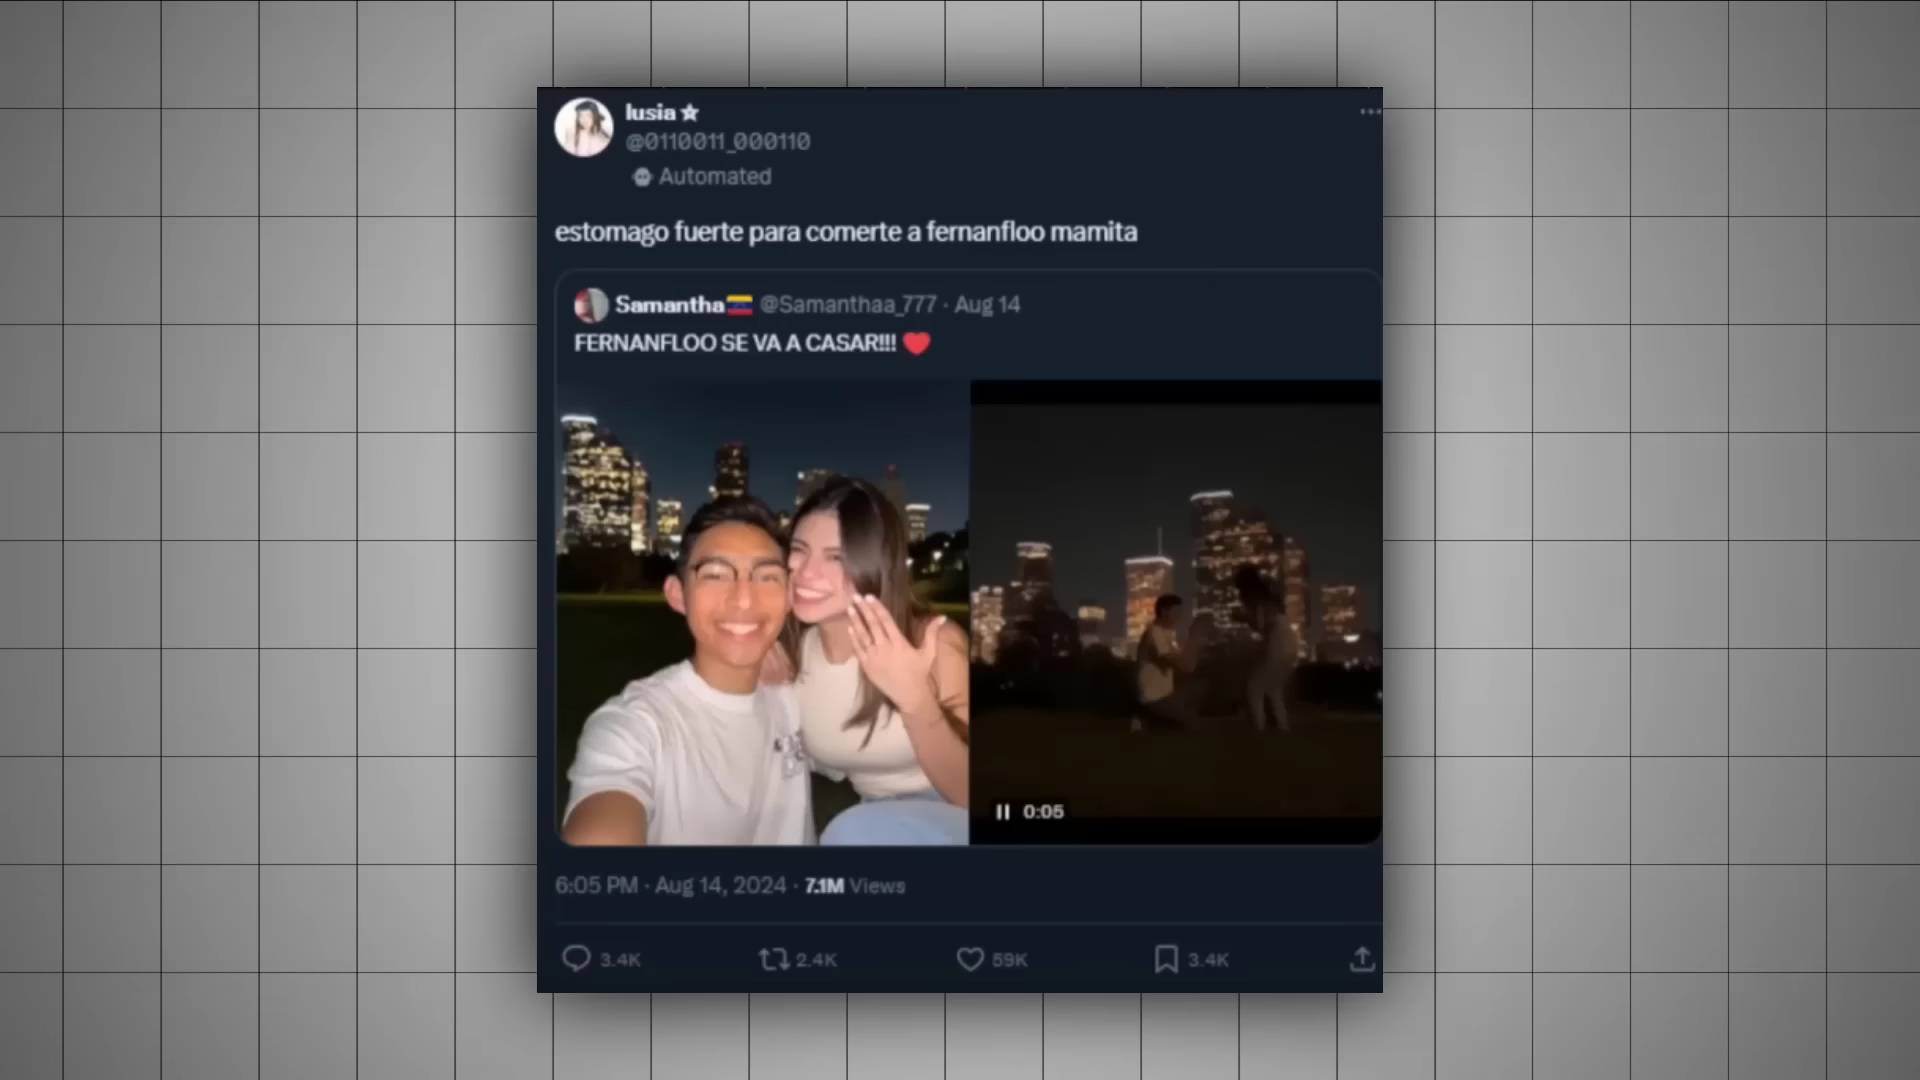 lusia ☆
@0110011_000110
Automated
estomago fuerte para comerte a fernanfloo mamita
Samantha🇻🇪 @Samanthaa_777 · Aug 14
FERNANFLOO SE VA A CASAR!!! ❤️
0:05
6:05 PM · Aug 14, 2024 · 7.1M Views
3.4K 2.4K 59K 3.4K